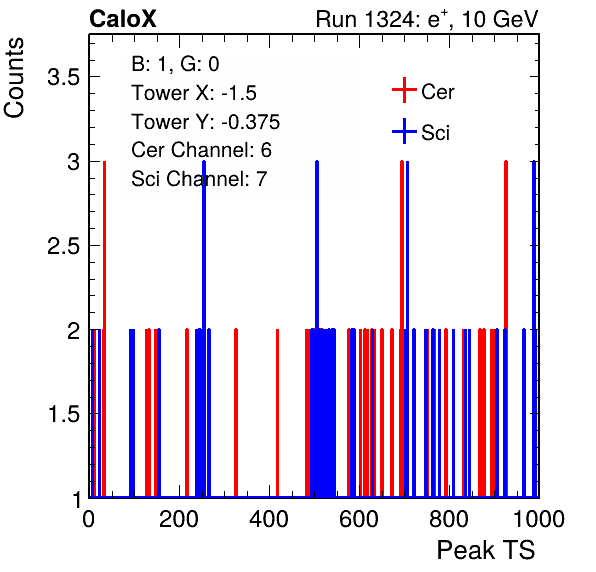 CaloX
Run 1324: e+, 10 GeV
Counts
3.5
3
2.5
2
1.5
1
B: 1, G: 0
Tower X: -1.5
Tower Y: -0.375
Cer Channel: 6
Sci Channel: 7
Cer
Sci
0 200 400 600 800 1000
Peak TS